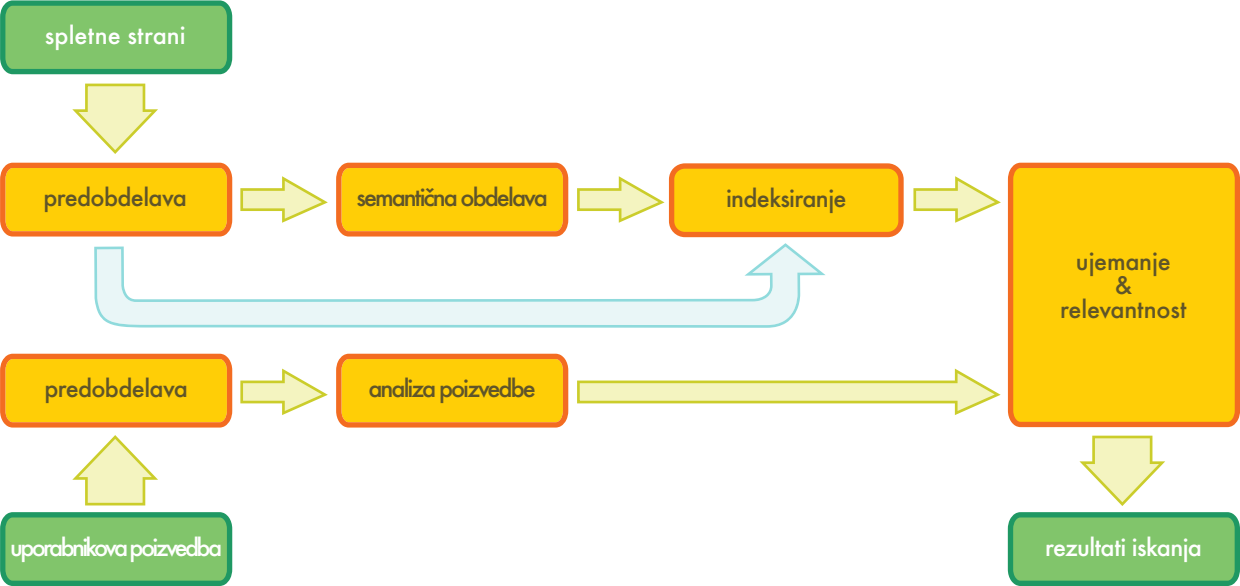 spletne strani
predobdelava
semantična obdelava
indeksiranje
ujemanje
&
relevantnost
predobdelava
analiza poizvedbe
uporabnikova poizvedba
rezultati iskanja